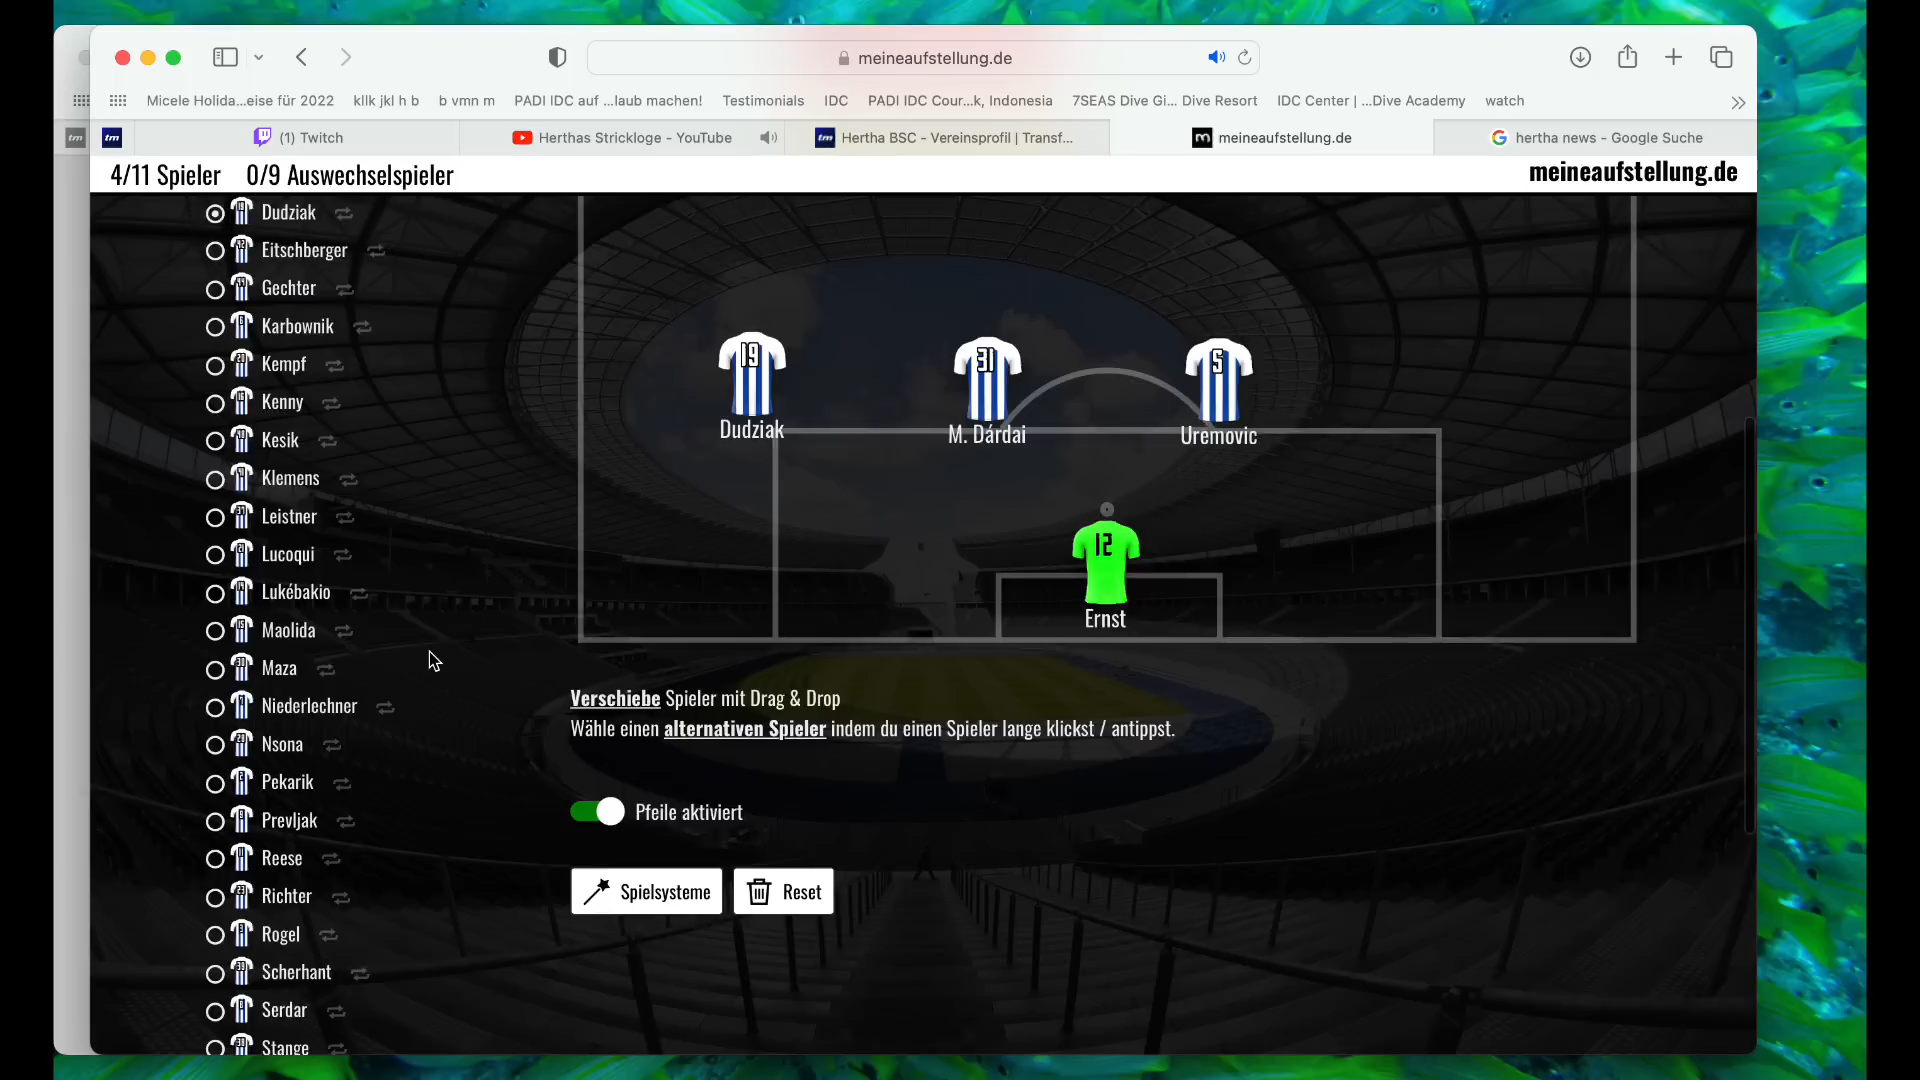 meineaufstellung.de
Micele Holida...eise für 2022
kllk jkl h b
b vmn m
PADI IDC auf ...laub machen!
Testimonials
IDC
PADI IDC Cour...k, Indonesia
7SEAS Dive Gi... Dive Resort
IDC Center | ...Dive Academy
watch
tm
tm
(1) Twitch
Herthas Strickloge - YouTube
tm
Hertha BSC - Vereinsprofil | Transf...
m
meineaufstellung.de
G
hertha news - Google Suche
4/11 Spieler
0/9 Auswechselspieler
meineaufstellung.de
Dudziak
Eitschberger
Gechter
Karbownik
Kempf
Kenny
Kesik
Klemens
Leistner
Lucoqui
Lukébakio
Maolida
Maza
Niederlechner
Nsona
Pekarik
Prevljak
Reese
Richter
Rogel
Scherhant
Serdar
Stange
19
Dudziak
31
M. Dárdai
5
Uremovic
12
Ernst
Verschiebe Spieler mit Drag & Drop
Wähle einen alternativen Spieler indem du einen Spieler lange klickst / antippst.
Pfeile aktiviert
Spielsysteme
Reset